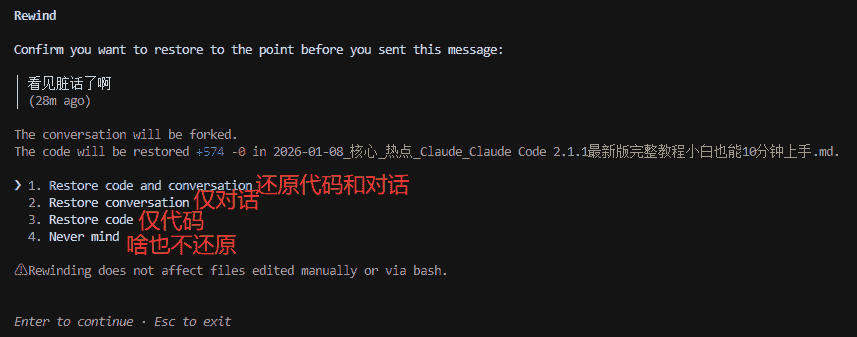 Rewind
Confirm you want to restore to the point before you sent this message:
看见脏话了啊
(28m ago)
The conversation will be forked.
The code will be restored +574 -0 in 2026-01-08_核心_热点_Claude_Claude Code 2.1.1最新版完整教程小白也能10分钟上手.md.
❯ 1. Restore code and conversation 还原代码和对话
2. Restore conversation 仅对话
3. Restore code 仅代码
4. Never mind 啥也不还原
⚠Rewinding does not affect files edited manually or via bash.
Enter to continue · Esc to exit